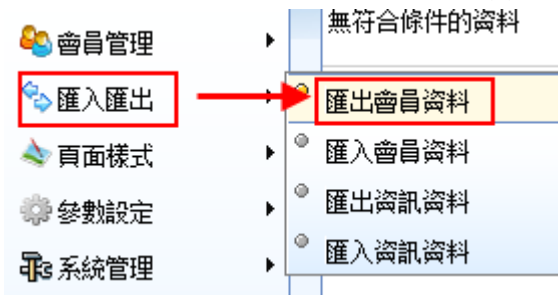 會員管理
匯入匯出
頁面樣式
參數設定
系統管理
無符合條件的資料
匯出會員資料
匯入會員資料
匯出資訊資料
匯入資訊資料